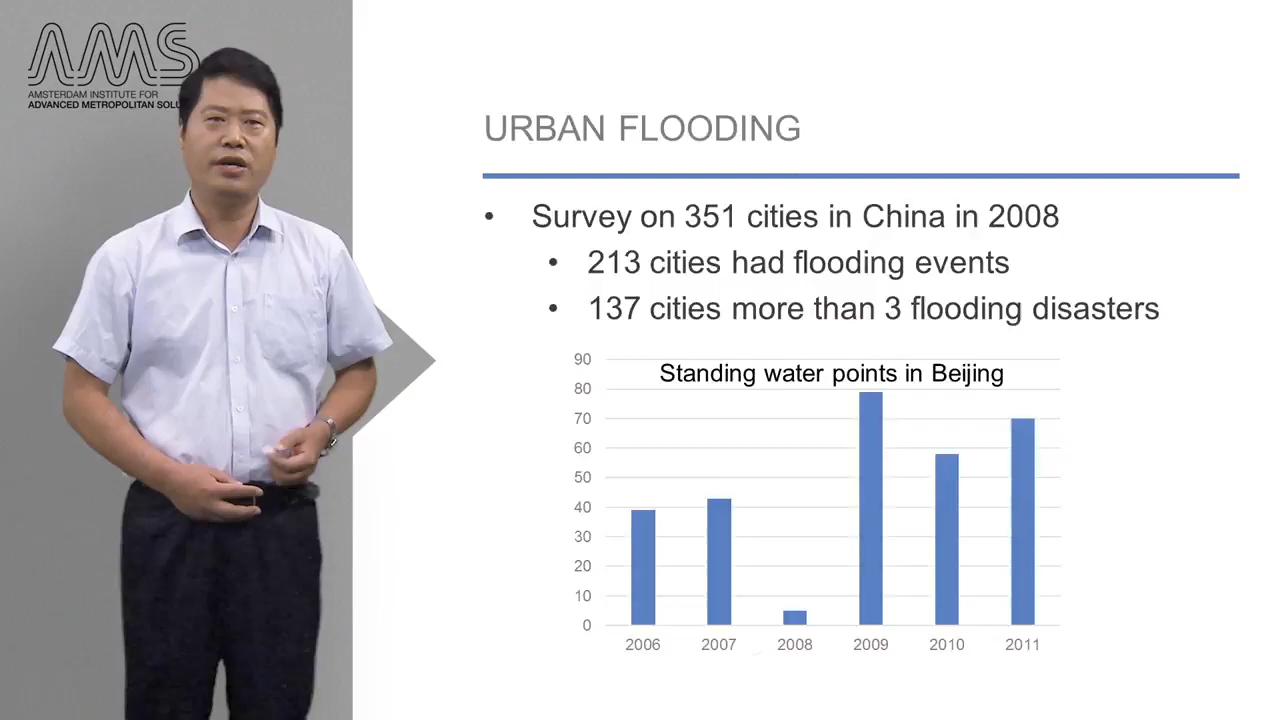 AMS
AMSTERDAM INSTITUTE FOR
ADVANCED METROPOLITAN
URBAN FLOODING
• Survey on 351 cities in China in 2008
• 213 cities had flooding events
• 137 cities more than 3 flooding disasters
Standing water points in Beijing
90
80
70
60
50
40
30
20
10
0
2006 2007 2008 2009 2010 2011